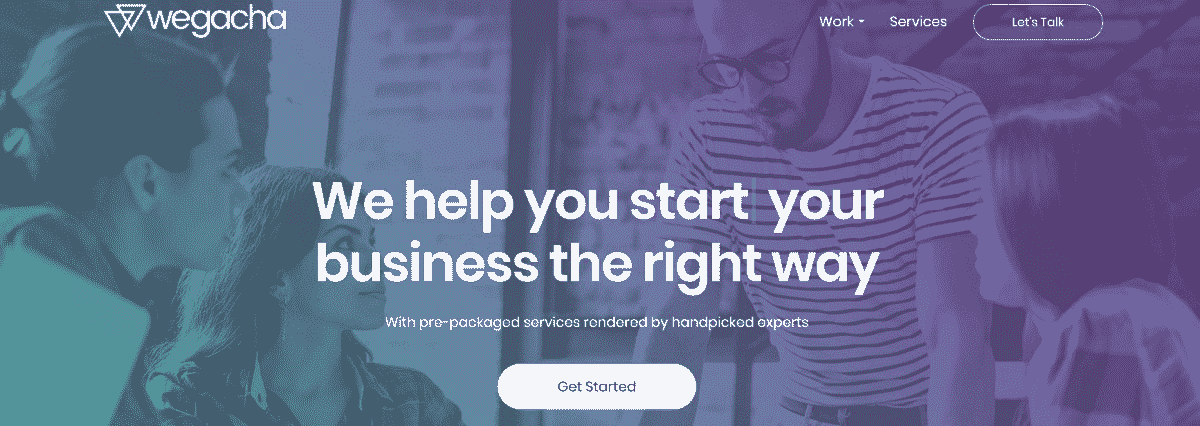 wegacha
Work
Services
Let's Talk
We help you start your
business the right way
With pre-packaged services rendered by handpicked experts
Get Started